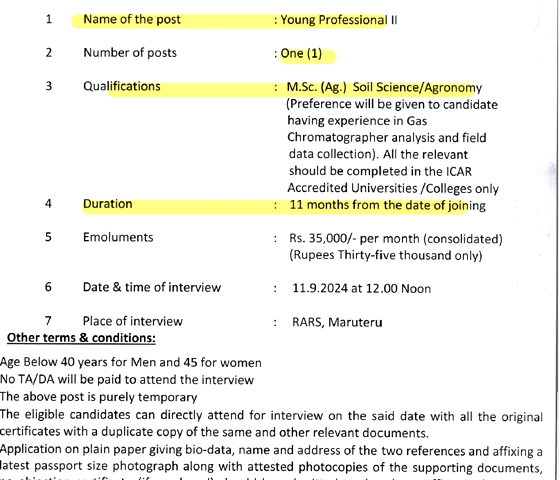 1 Name of the post : Young Professional II
2 Number of posts : One (1)
3 Qualifications : M.Sc. (Ag.) Soil Science/Agronomy
(Preference will be given to candidate
having experience in Gas
Chromatographer analysis and field
data collection). All the relevant
should be completed in the ICAR
Accredited Universities /Colleges only
4 Duration : 11 months from the date of joining
5 Emoluments : Rs. 35,000/- per month (consolidated)
(Rupees Thirty-five thousand only)
6 Date & time of interview : 11.9.2024 at 12.00 Noon
7 Place of interview : RARS, Maruteru
Other terms & conditions:
Age Below 40 years for Men and 45 for women
No TA/DA will be paid to attend the interview
The above post is purely temporary
The eligible candidates can directly attend for interview on the said date with all the original
certificates with a duplicate copy of the same and other relevant documents.
Application on plain paper giving bio-data, name and address of the two references and affixing a
latest passport size photograph along with attested photocopies of the supporting documents,